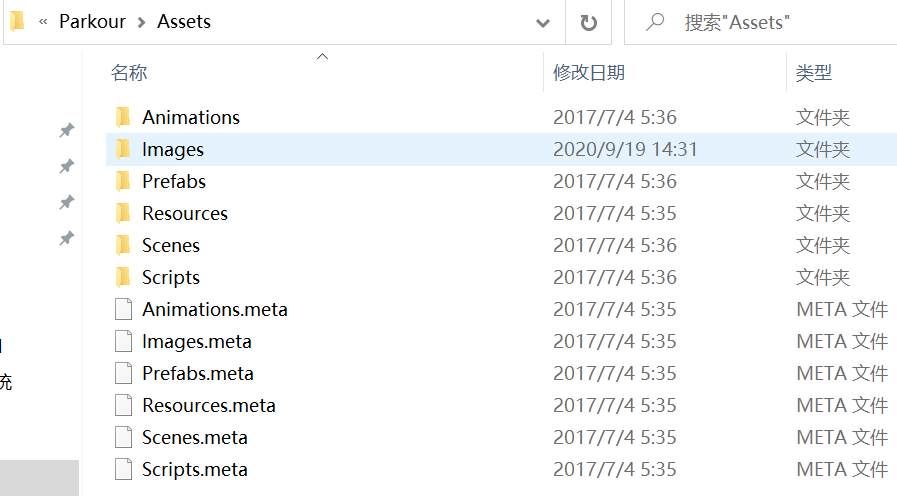 « Parkour > Assets 搜索"Assets"
名称 修改日期 类型
Animations 2017/7/4 5:36 文件夹
Images 2020/9/19 14:31 文件夹
Prefabs 2017/7/4 5:36 文件夹
Resources 2017/7/4 5:35 文件夹
Scenes 2017/7/4 5:36 文件夹
Scripts 2017/7/4 5:36 文件夹
Animations.meta 2017/7/4 5:35 META 文件
Images.meta 2017/7/4 5:35 META 文件
Prefabs.meta 2017/7/4 5:35 META 文件
充
Resources.meta 2017/7/4 5:35 META 文件
Scenes.meta 2017/7/4 5:35 META 文件
Scripts.meta 2017/7/4 5:35 META 文件